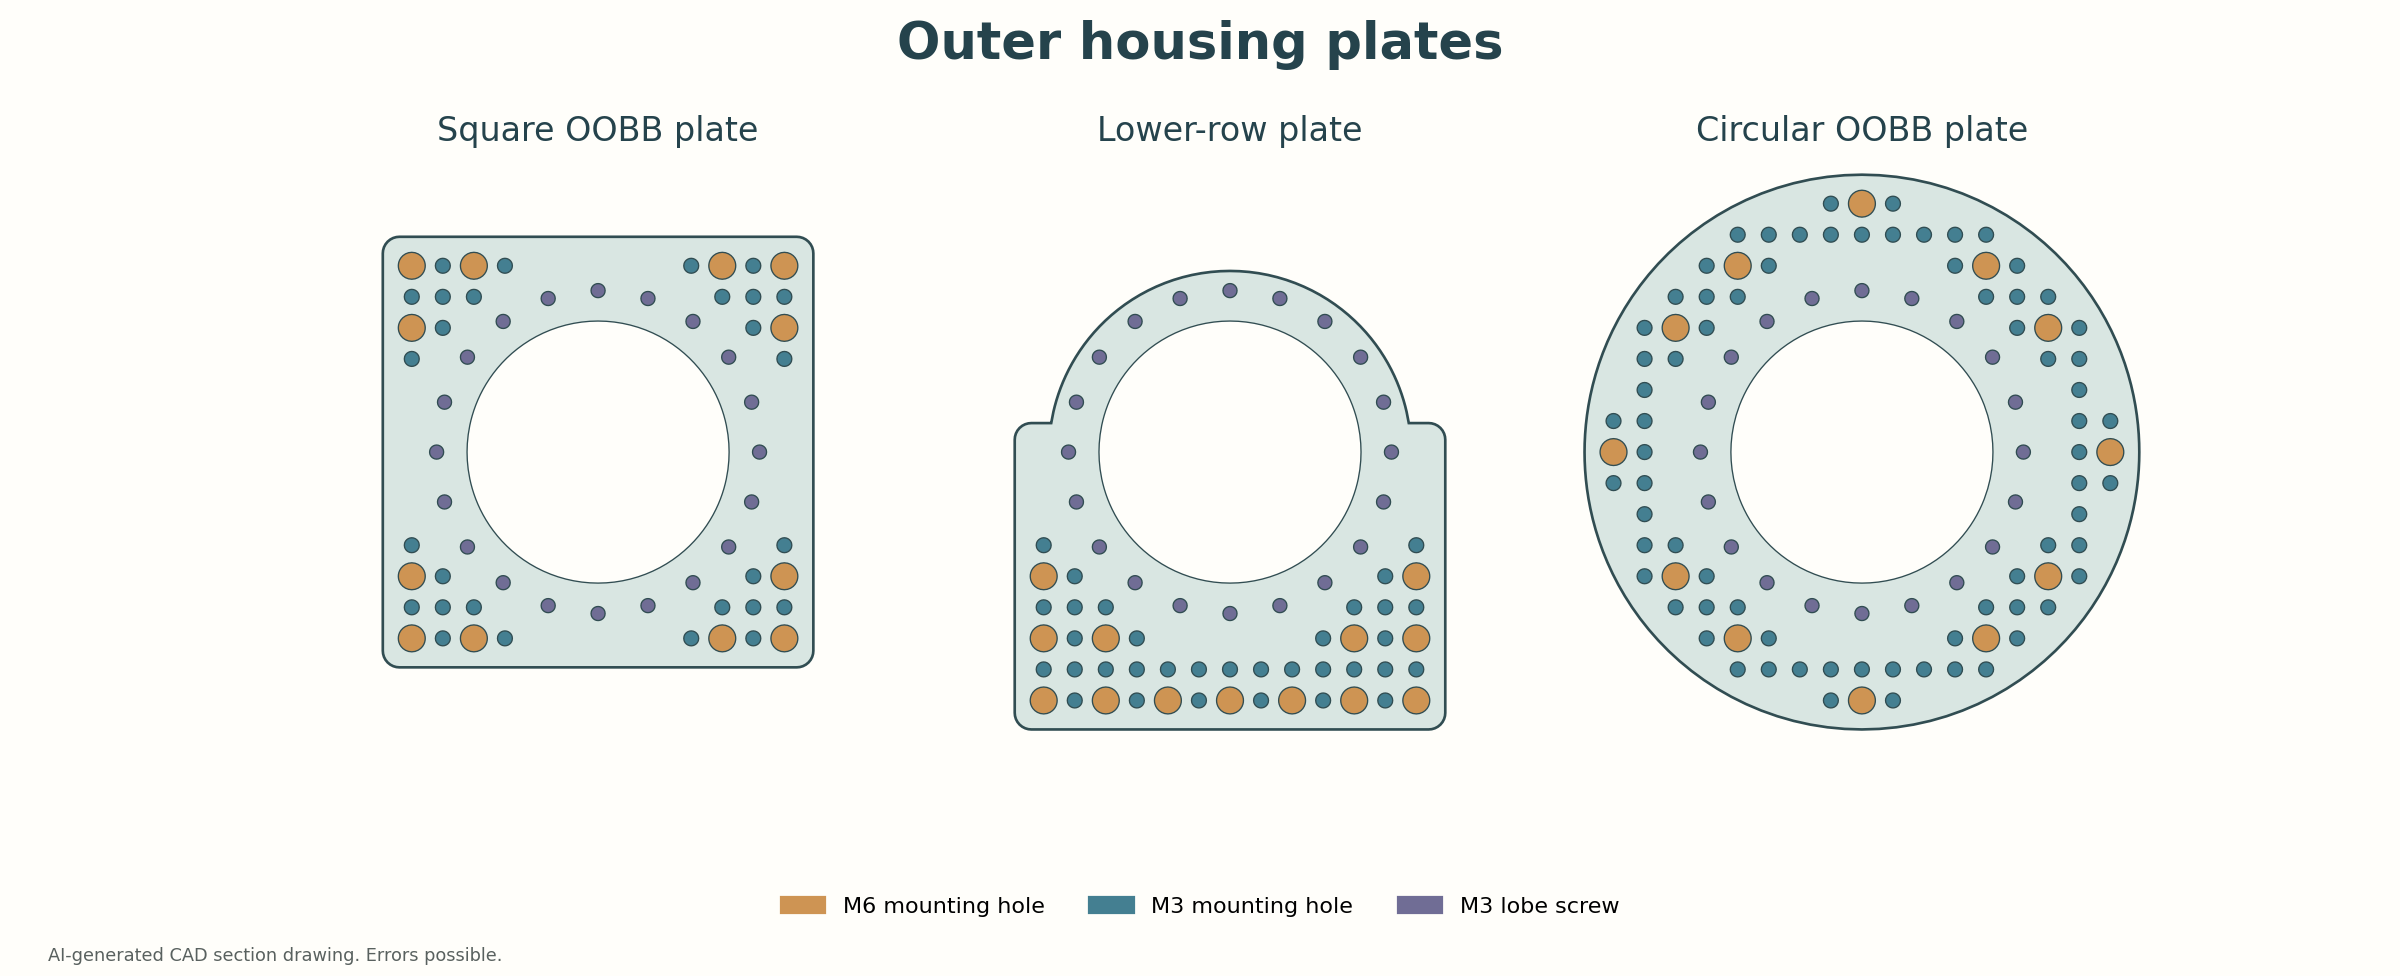 Outer housing plates
Square OOBB plate
Lower-row plate
Circular OOBB plate
M6 mounting hole
M3 mounting hole
M3 lobe screw
AI-generated CAD section drawing. Errors possible.